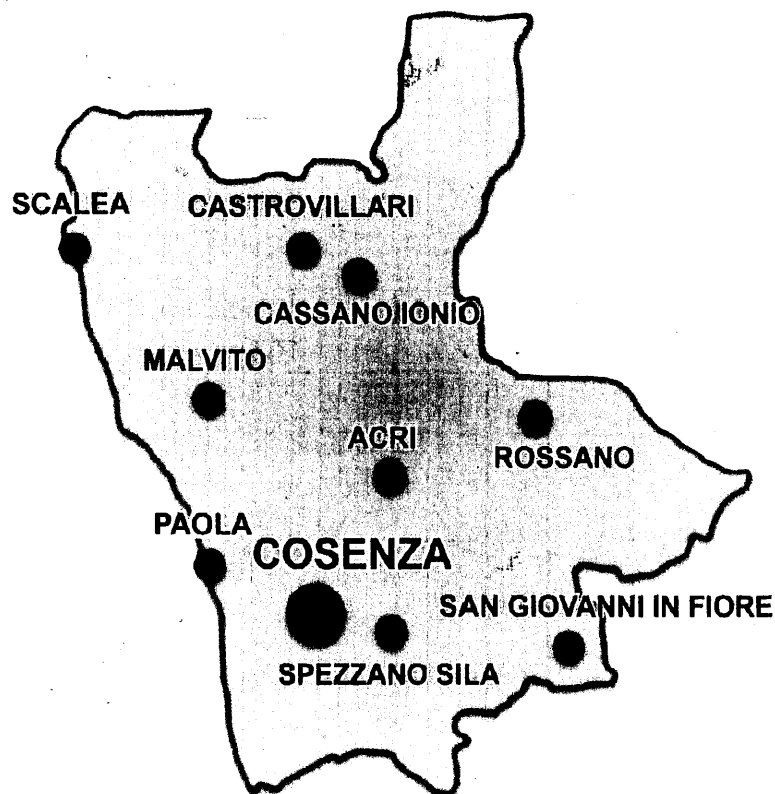 SCALEA
CASTROVILLARI
CASSANO IONIO
MALVITO
ACRI
ROSSANO
PAOLA
COSENZA
SAN GIOVANNI IN FIORE
SPEZZANO SILA